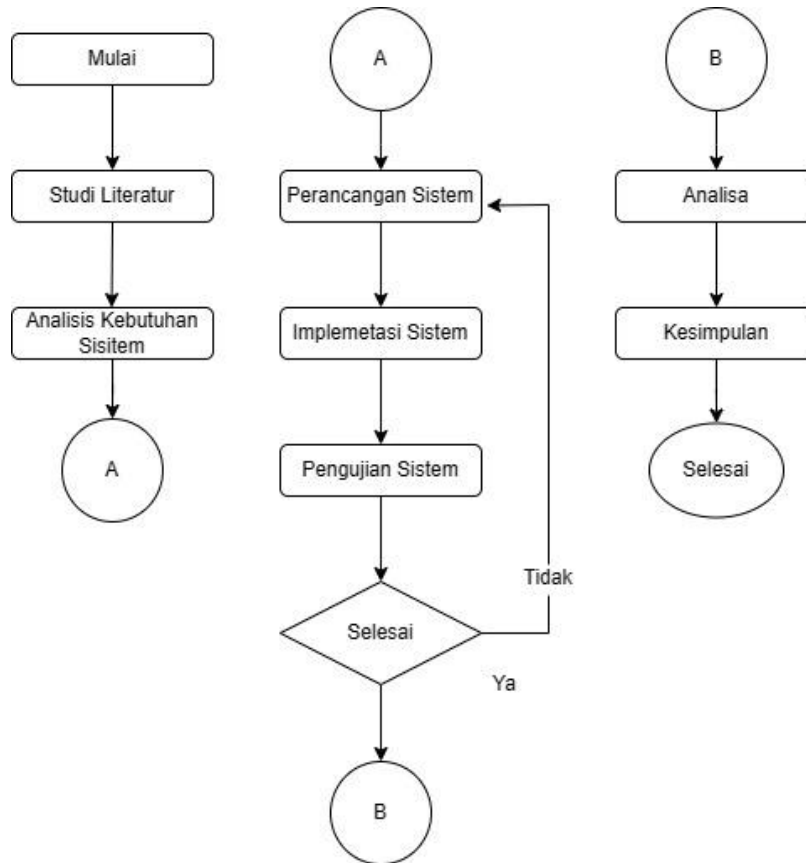 Mulai
Studi Literatur
Analisis Kebutuhan
Sisitem
A
A
Perancangan Sistem
Implemetasi Sistem
Pengujian Sistem
Selesai
Tidak
Ya
B
B
Analisa
Kesimpulan
Selesai